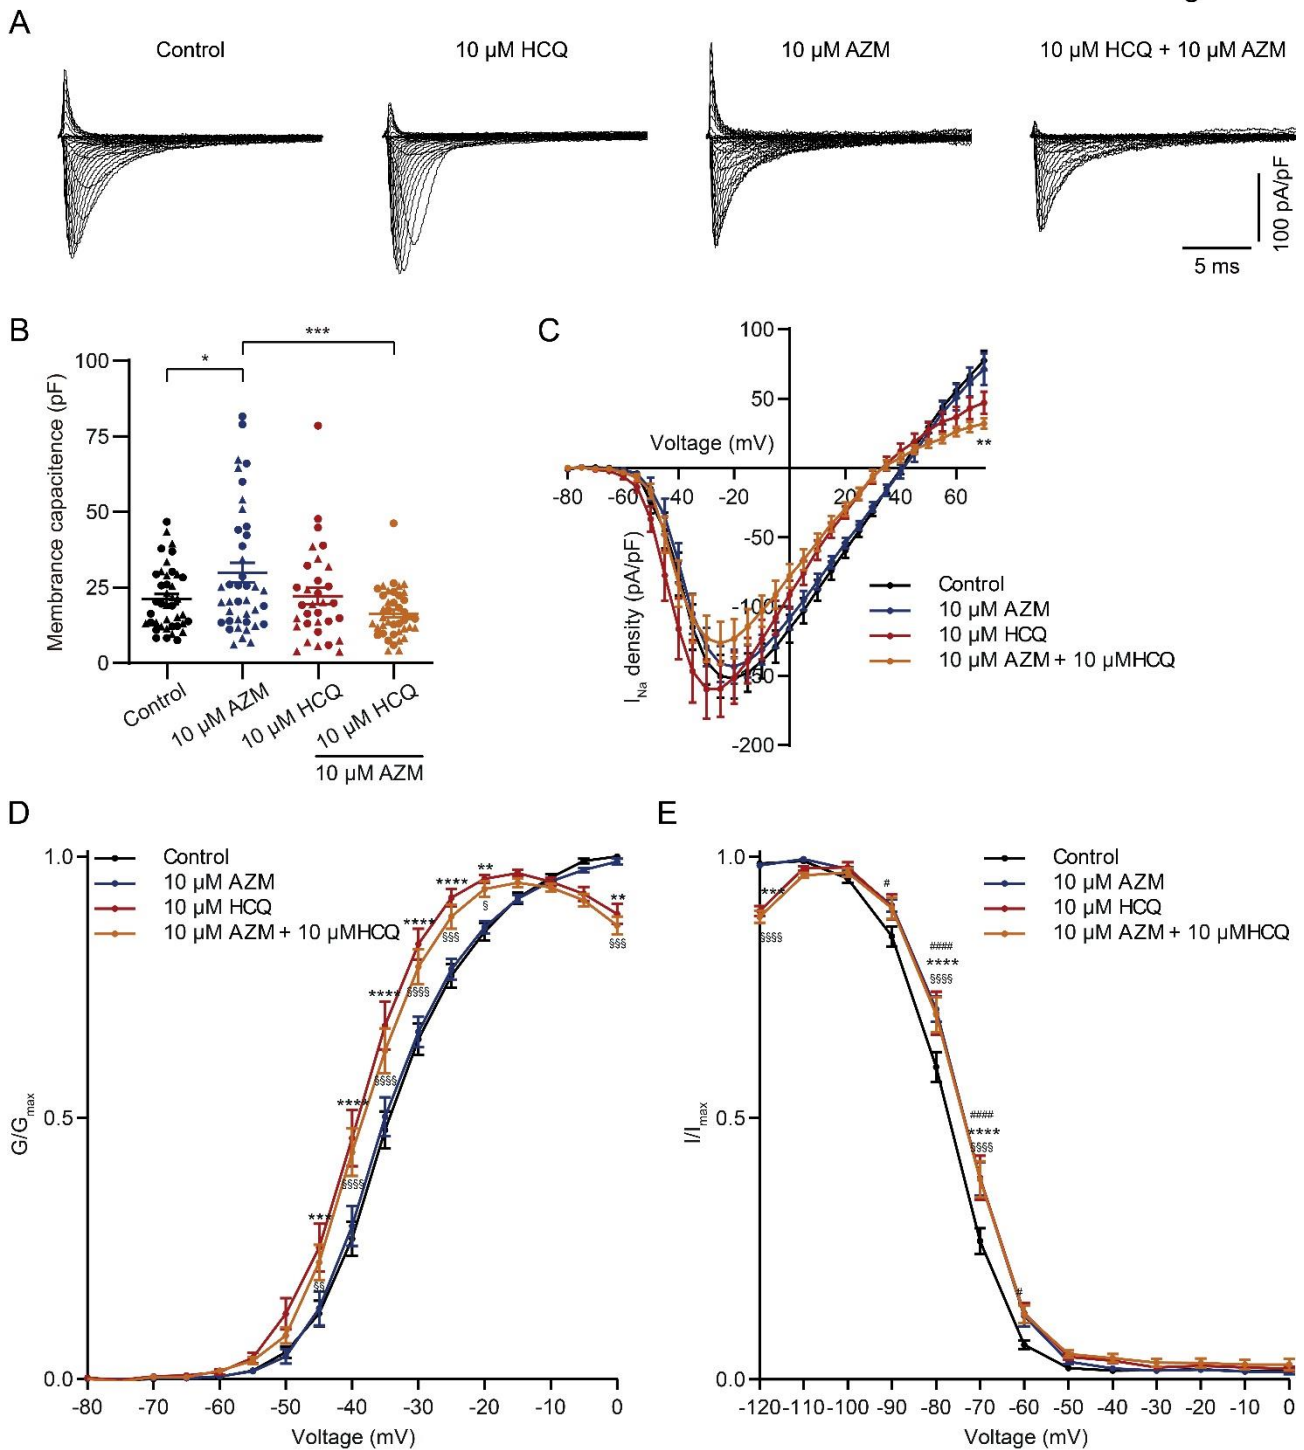 g
A
Control
10 µM HCQ
10 µM AZM
10 µM HCQ + 10 µM AZM
100 pA/pF
5 ms
B
***
*
Membrance capacitence (pF)
100
75
50
25
0
Control
10 µM AZM
10 µM HCQ
10 µM HCQ
10 µM AZM
C
100
50
Voltage (mV)
-80 -60 -40 -20 20 40 60
**
-50
-100
-150
-200
I_Na density (pA/pF)
Control
10 µM AZM
10 µM HCQ
10 µM AZM + 10 µMHCQ
D
Control
10 µM AZM
10 µM HCQ
10 µM AZM + 10 µMHCQ
1.0
0.5
0.0
G/G_max
**
****
**
§
****
§§§
§§§
§§§§
****
§§§§
****
§§§§
***
§§
-80 -70 -60 -50 -40 -30 -20 -10 0
Voltage (mV)
E
Control
10 µM AZM
10 µM HCQ
10 µM AZM + 10 µMHCQ
1.0
0.5
0.0
I/I_max
***
§§§§
#
####
****
§§§§
####
****
§§§§
#
-120 -110 -100 -90 -80 -70 -60 -50 -40 -30 -20 -10 0
Voltage (mV)